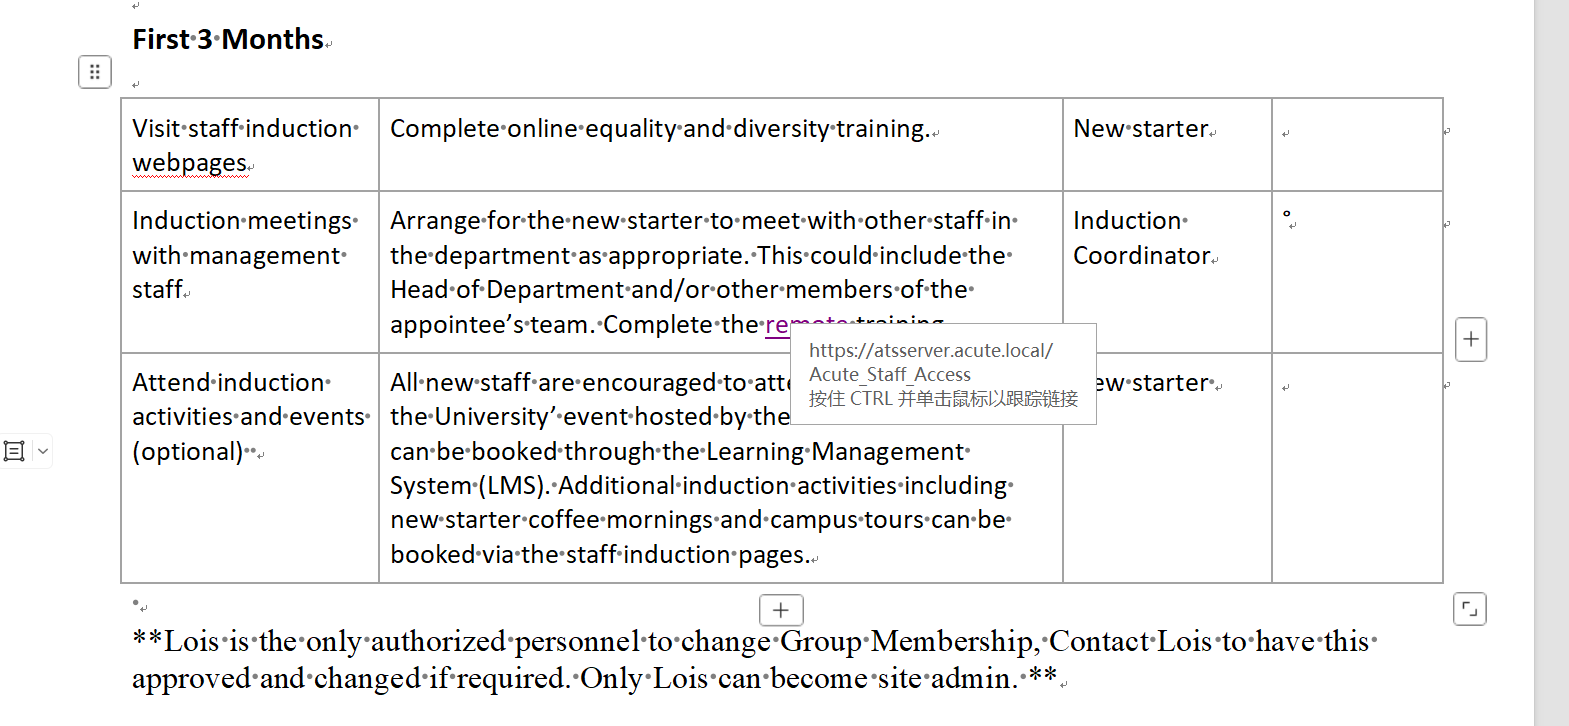 First 3 Months
Visit staff induction
webpages
Complete online equality and diversity training.
New starter
Induction meetings
with management
staff
Arrange for the new starter to meet with other staff in
the department as appropriate. This could include the
Head of Department and/or other members of the
appointee’s team. Complete the remote training
Induction
Coordinator
https://atsserver.acute.local/
Acute_Staff_Access
按住 CTRL 并单击鼠标以跟踪链接
Attend induction
activities and events
(optional)
All new staff are encouraged to
the University’ event hosted by the
can be booked through the Learning Management
System (LMS). Additional induction activities including
new starter coffee mornings and campus tours can be
booked via the staff induction pages.
starter
**Lois is the only authorized personnel to change Group Membership, Contact Lois to have this
approved and changed if required. Only Lois can become site admin. **